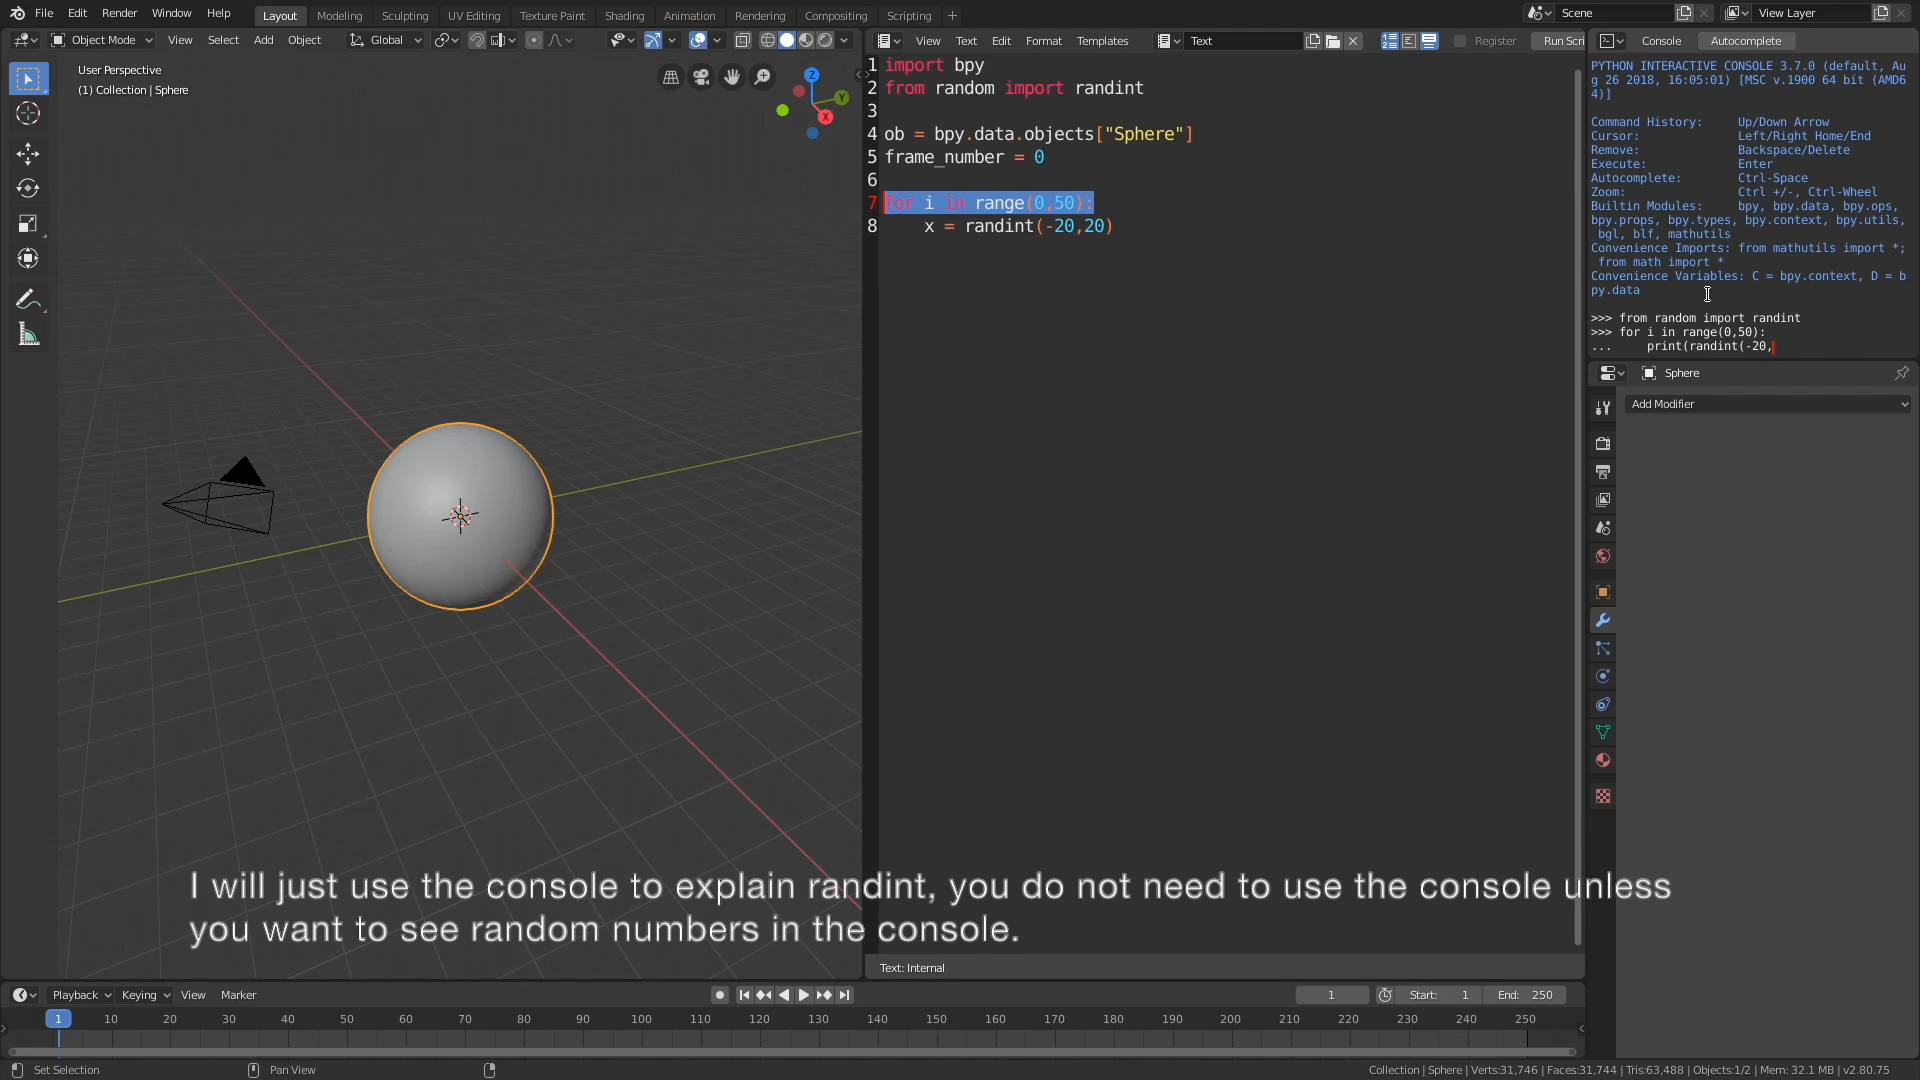 File Edit Render Window Help Layout Modeling Sculpting UV Editing Texture Paint Shading Animation Rendering Compositing Scripting + Scene View Layer
Object Mode View Select Add Object Global
View Text Edit Format Templates Text Register Run Scri
Console Autocomplete
User Perspective
(1) Collection | Sphere
Z
Y
X
1 import bpy
2 from random import randint
3
4 ob = bpy.data.objects["Sphere"]
5 frame_number = 0
6
7 for i in range(0,50):
8 x = randint(-20,20)
PYTHON INTERACTIVE CONSOLE 3.7.0 (default, Au
g 26 2018, 16:05:01) [MSC v.1900 64 bit (AMD6
4)]
Command History: Up/Down Arrow
Cursor: Left/Right Home/End
Remove: Backspace/Delete
Execute: Enter
Autocomplete: Ctrl-Space
Zoom: Ctrl +/-, Ctrl-Wheel
Builtin Modules: bpy, bpy.data, bpy.ops,
bpy.props, bpy.types, bpy.context, bpy.utils,
bgl, blf, mathutils
Convenience Imports: from mathutils import *;
from math import *
Convenience Variables: C = bpy.context, D = b
py.data
>>> from random import randint
>>> for i in range(0,50):
... print(randint(-20,
Sphere
Add Modifier
I will just use the console to explain randint, you do not need to use the console unless
you want to see random numbers in the console.
Text: Internal
Playback Keying View Marker 1 Start: 1 End: 250
1 10 20 30 40 50 60 70 80 90 100 110 120 130 140 150 160 170 180 190 200 210 220 230 240 250
Set Selection Pan View Collection | Sphere | Verts:31,746 | Faces:31,744 | Tris:63,488 | Objects:1/2 | Mem: 32.1 MB | v2.80.75